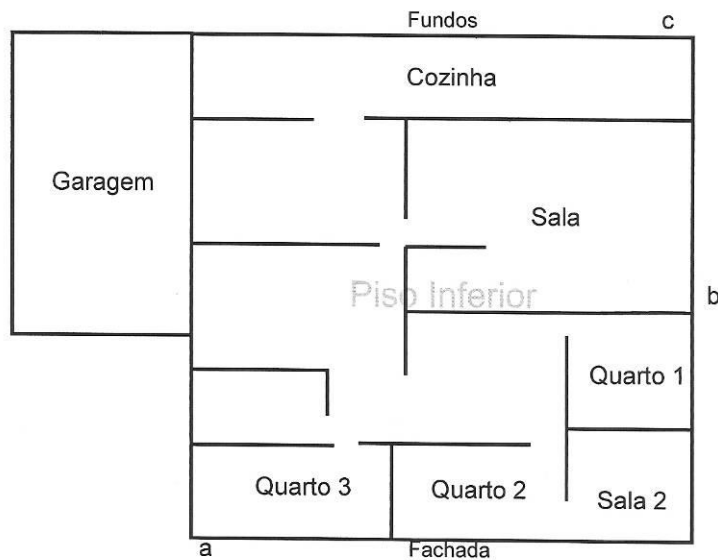 Fundos c
Cozinha
Garagem
Sala
Piso Inferior
b
Quarto 1
Quarto 3
Quarto 2
Sala 2
a
Fachada